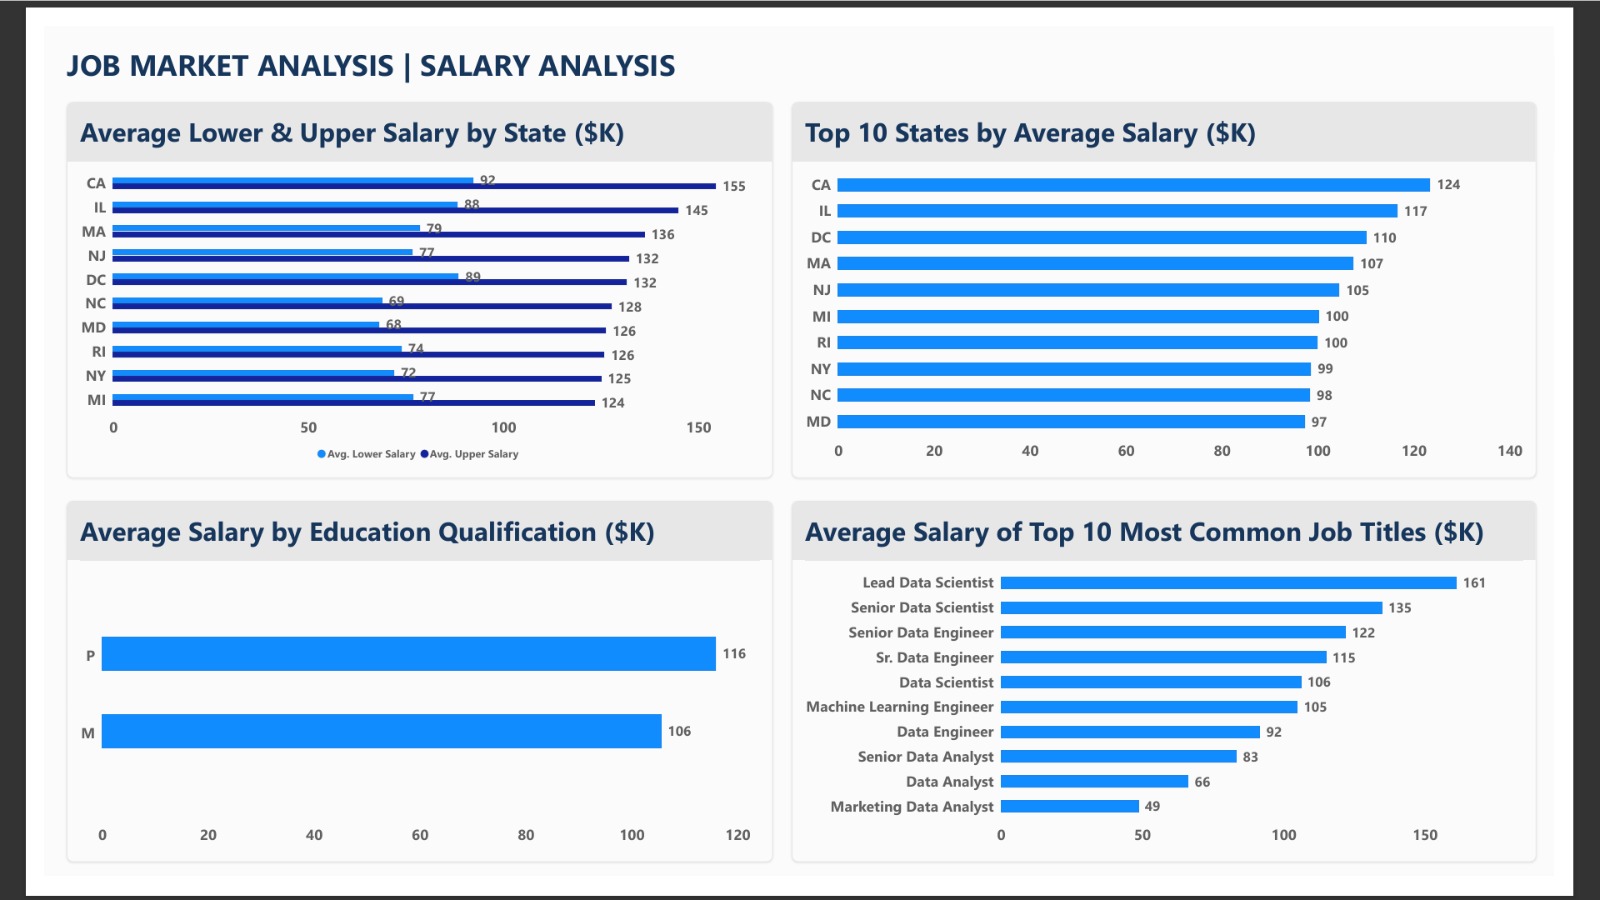 JOB MARKET ANALYSIS | SALARY ANALYSIS
Average Lower & Upper Salary by State ($K)
CA 92 155
IL 88 145
MA 79 136
NJ 77 132
DC 89 132
NC 69 128
MD 68 126
RI 74 126
NY 72 125
MI 77 124
0 50 100 150
Avg. Lower Salary Avg. Upper Salary
Top 10 States by Average Salary ($K)
CA 124
IL 117
DC 110
MA 107
NJ 105
MI 100
RI 100
NY 99
NC 98
MD 97
0 20 40 60 80 100 120 140
Average Salary by Education Qualification ($K)
P 116
M 106
0 20 40 60 80 100 120
Average Salary of Top 10 Most Common Job Titles ($K)
Lead Data Scientist 161
Senior Data Scientist 135
Senior Data Engineer 122
Sr. Data Engineer 115
Data Scientist 106
Machine Learning Engineer 105
Data Engineer 92
Senior Data Analyst 83
Data Analyst 66
Marketing Data Analyst 49
0 50 100 150